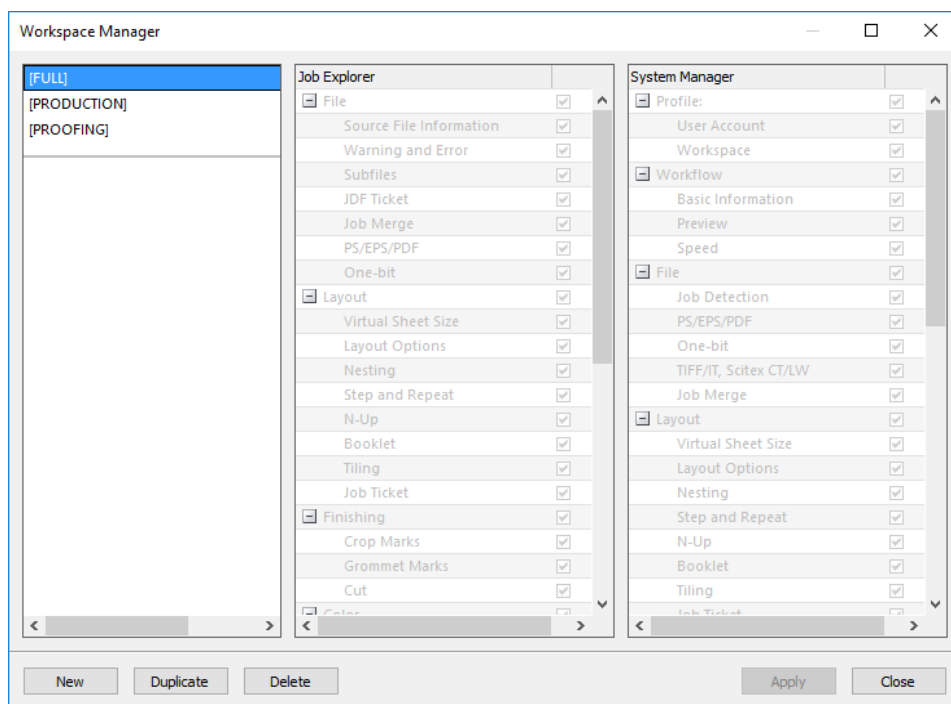 Workspace Manager
[FULL]
[PRODUCTION]
[PROOFING]
Job Explorer
File
Source File Information
Warning and Error
Subfiles
JDF Ticket
Job Merge
PS/EPS/PDF
One-bit
Layout
Virtual Sheet Size
Layout Options
Nesting
Step and Repeat
N-Up
Booklet
Tiling
Job Ticket
Finishing
Crop Marks
Grommet Marks
Cut
Color
System Manager
Profile:
User Account
Workspace
Workflow
Basic Information
Preview
Speed
File
Job Detection
PS/EPS/PDF
One-bit
TIFF/IT, Scitex CT/LW
Job Merge
Layout
Virtual Sheet Size
Layout Options
Nesting
Step and Repeat
N-Up
Booklet
Tiling
Job Ticket
New
Duplicate
Delete
Apply
Close